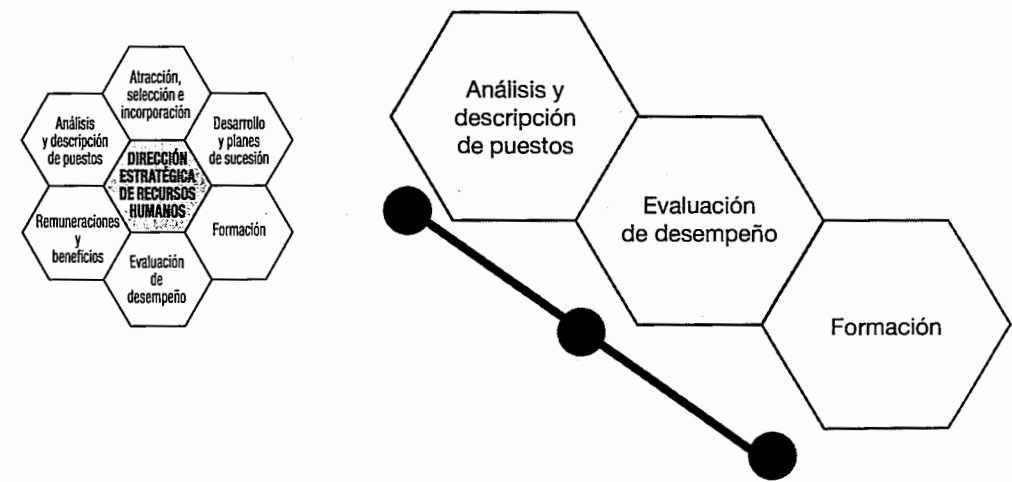 Atracción,
selección e
incorporación
Análisis
y descripción
de puestos
Desarrollo
y planes
de sucesión
DIRECCIÓN
ESTRATÉGICA
DE RECURSOS
HUMANOS
Remuneraciones
y
beneficios
Formación
Evaluación
de
desempeño
Análisis y
descripción
de puestos
Evaluación
de desempeño
Formación